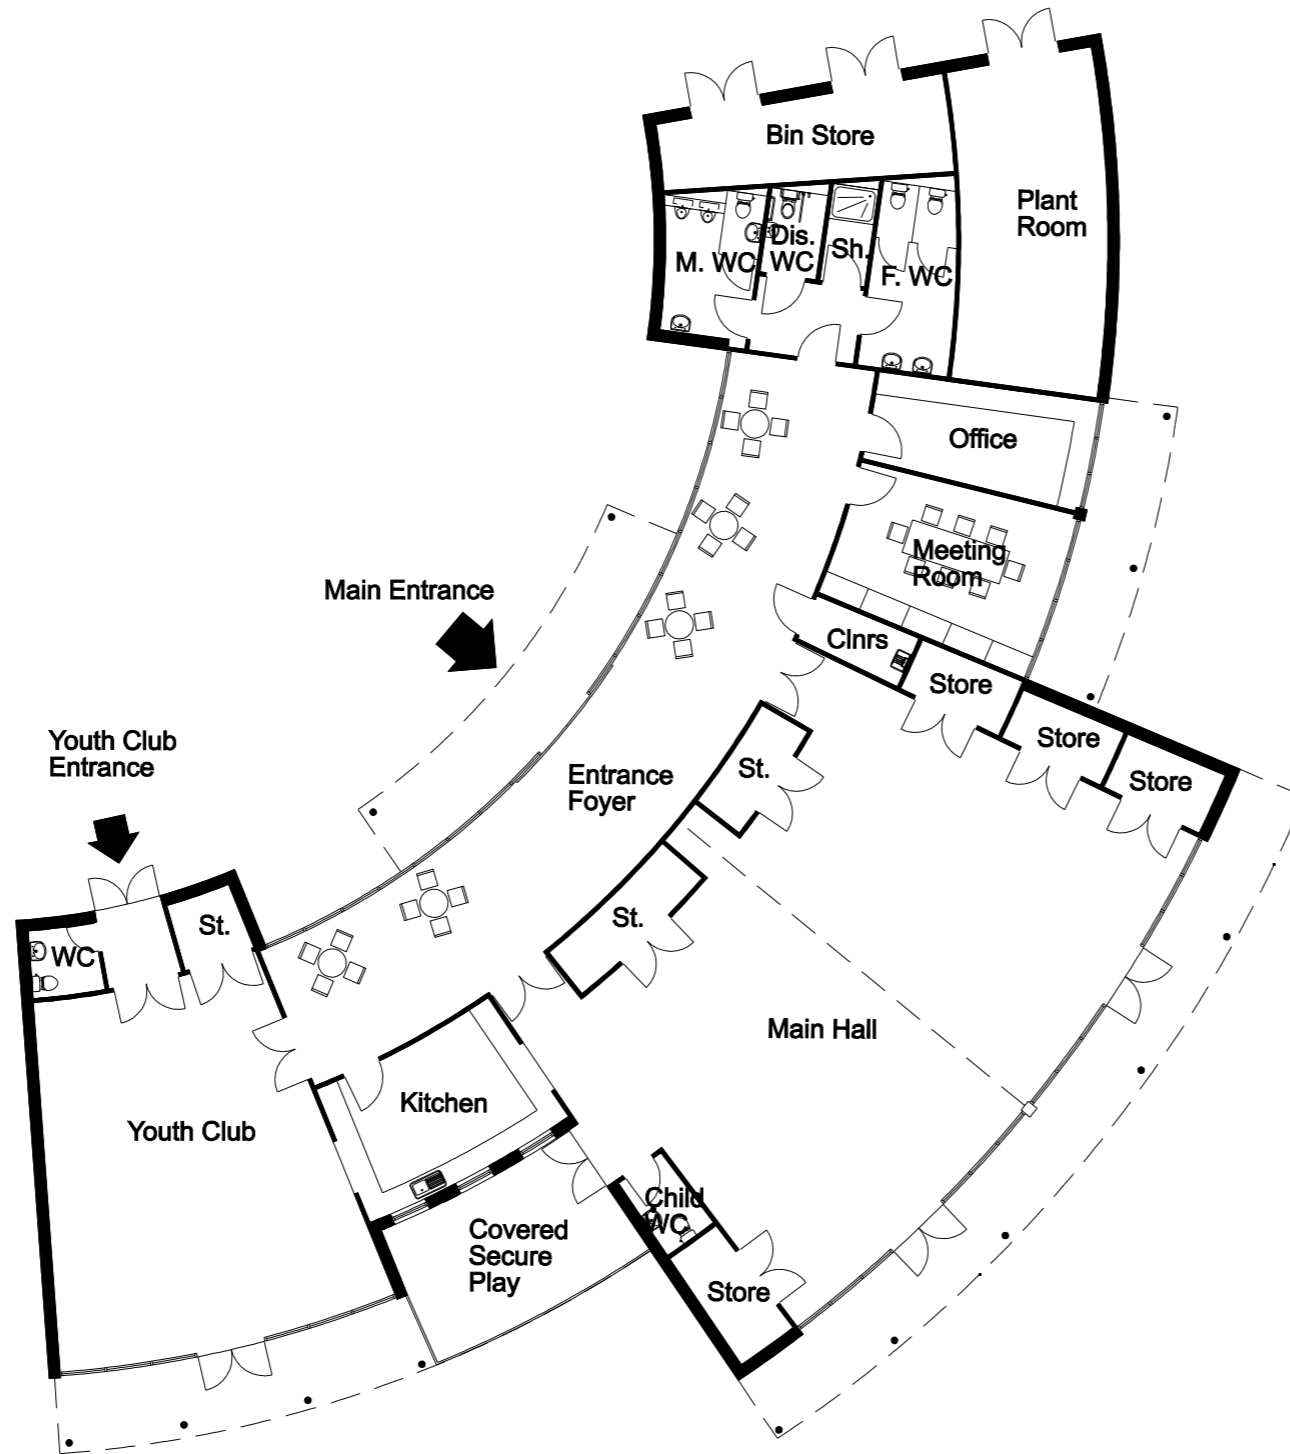 Bin Store
Plant
Room
M. WC
Dis.
WC
Sh.
F. WC
Office
Meeting
Room
Main Entrance
Clnrs
Store
Store
Store
Youth Club
Entrance
Entrance
Foyer
St.
St.
St.
WC
Main Hall
Kitchen
Youth Club
Child
WC
Covered
Secure
Play
Store